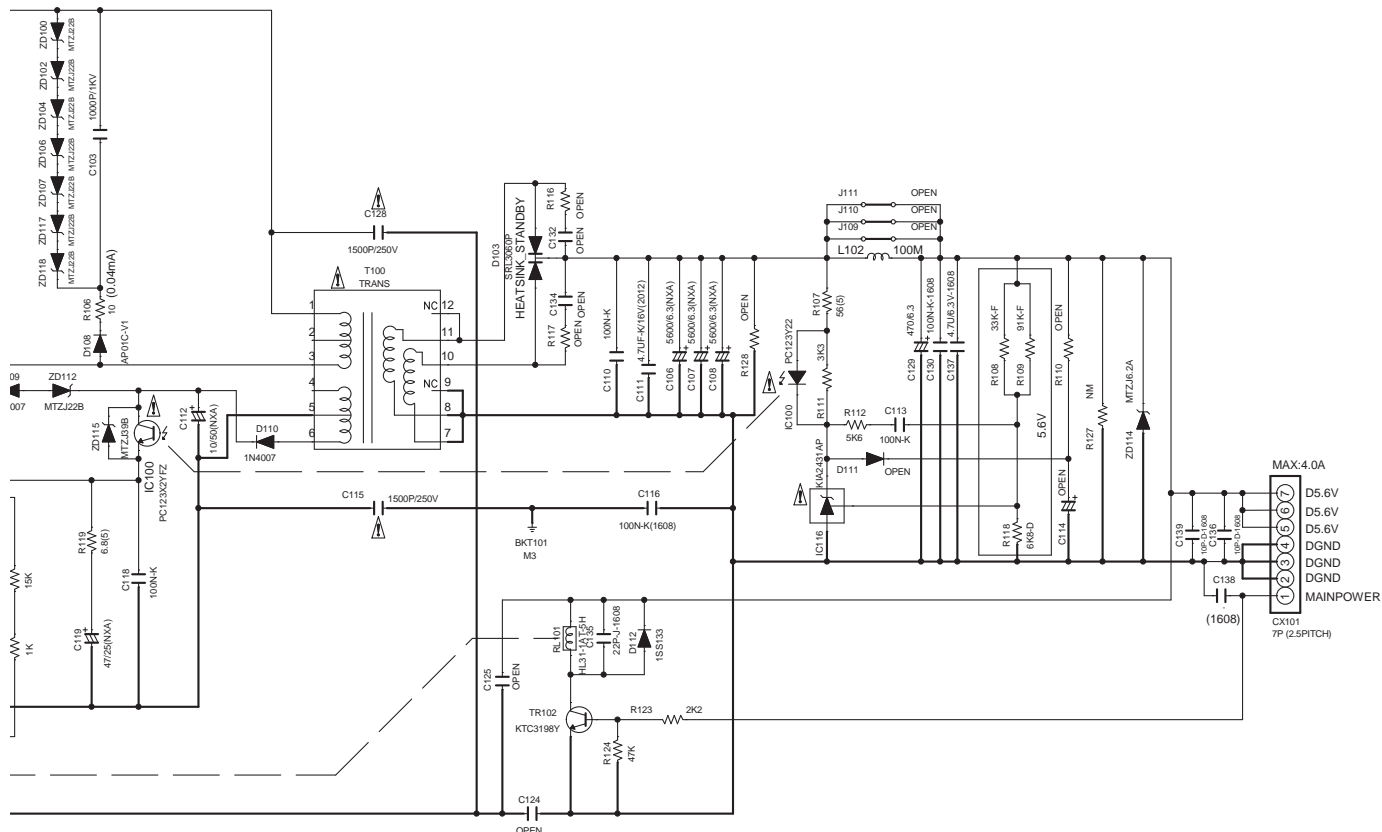 ZD100
MTZJ22B
ZD102
MTZJ22B
ZD104
MTZJ22B
ZD106
MTZJ22B
ZD107
MTZJ22B
ZD117
MTZJ22B
ZD118
MTZJ22B
1000P/1KV
C103
R106
10
(0.04mA)
D108
AP01C-V1
09
007
ZD112
MTZJ22B
ZD115
MTZJ39B
IC100
PC123X2YFZ
C112
10/50(NXA)
D110
1N4007
R119
6.8(5)
C118
100N-K
C119
47/25(NXA)
15K
1K
C128
1500P/250V
T100
TRANS
1
2
3
4
5
6
NC 12
11
10
NC 9
8
7
C115
1500P/250V
BKT101
M3
C116
100N-K(1608)
D103
SRL3060P
HEATSINK_STANDBY
R116
OPEN
C132
OPEN
C134
OPEN
R117
OPEN
C110
100N-K
C111
4.7UF-K/16V(2012)
C106
5600/6.3(NXA)
C107
5600/6.3(NXA)
C108
5600/6.3(NXA)
R128
OPEN
J111 OPEN
J110 OPEN
J109 OPEN
L102 100M
R107
56(5)
PC123Y22
IC100
3K3
R111
R112
5K6
C113
100N-K
D111
OPEN
KIA2431AP
IC116
470/6.3
C129
100N-K-1608
C130
4.7U/6.3V-1608
C137
33K-F
R108
91K-F
R109
5.6V
R118
6K8-D
OPEN
R110
OPEN
C114
NM
R127
MTZJ6.2A
ZD114
C139
10P-D-1608
C136
10P-D-1608
C138
(1608)
MAX:4.0A
7 D5.6V
6 D5.6V
5 D5.6V
4 DGND
3 DGND
2 DGND
1 MAINPOWER
CX101
7P (2.5PITCH)
C125
OPEN
RL101
HL31-1AT-5H
C135
22P-J-1608
D112
1SS133
TR102
KTC3198Y
R123 2K2
R124
47K
C124
OPEN